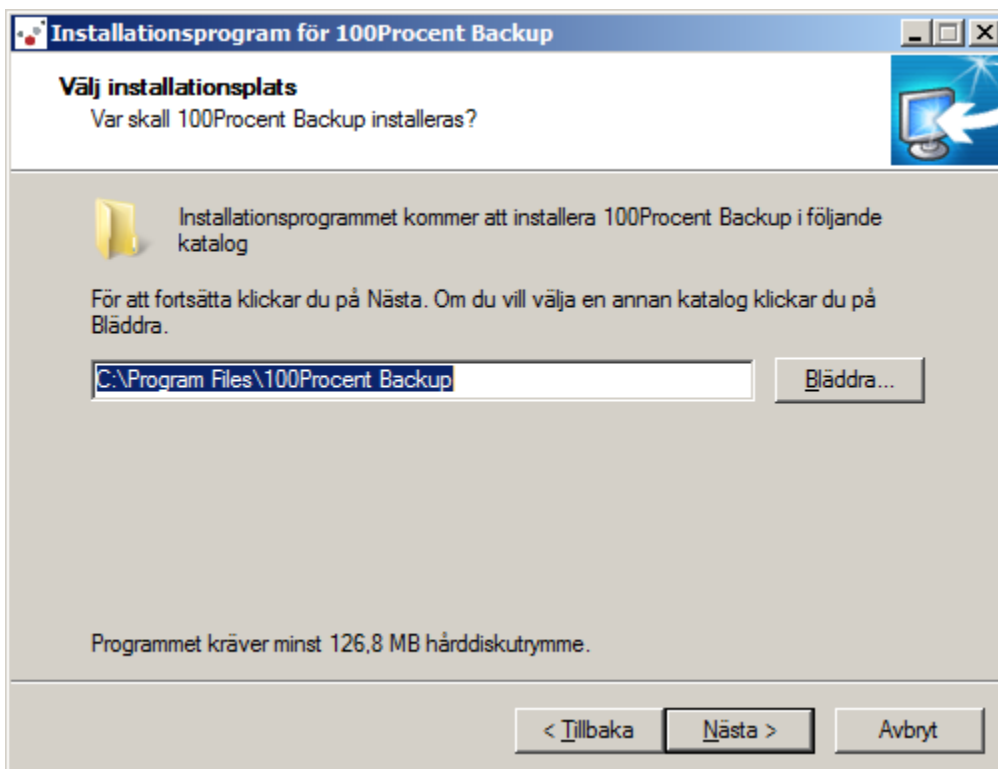 Installationsprogram för 100Procent Backup
Välj installationsplats
Var skall 100Procent Backup installeras?
Installationsprogrammet kommer att installera 100Procent Backup i följande
katalog
För att fortsätta klickar du på Nästa. Om du vill välja en annan katalog klickar du på
Bläddra.
C:\Program Files\100Procent Backup
Bläddra...
Programmet kräver minst 126,8 MB hårddiskutrymme.
< Tillbaka
Nästa >
Avbryt